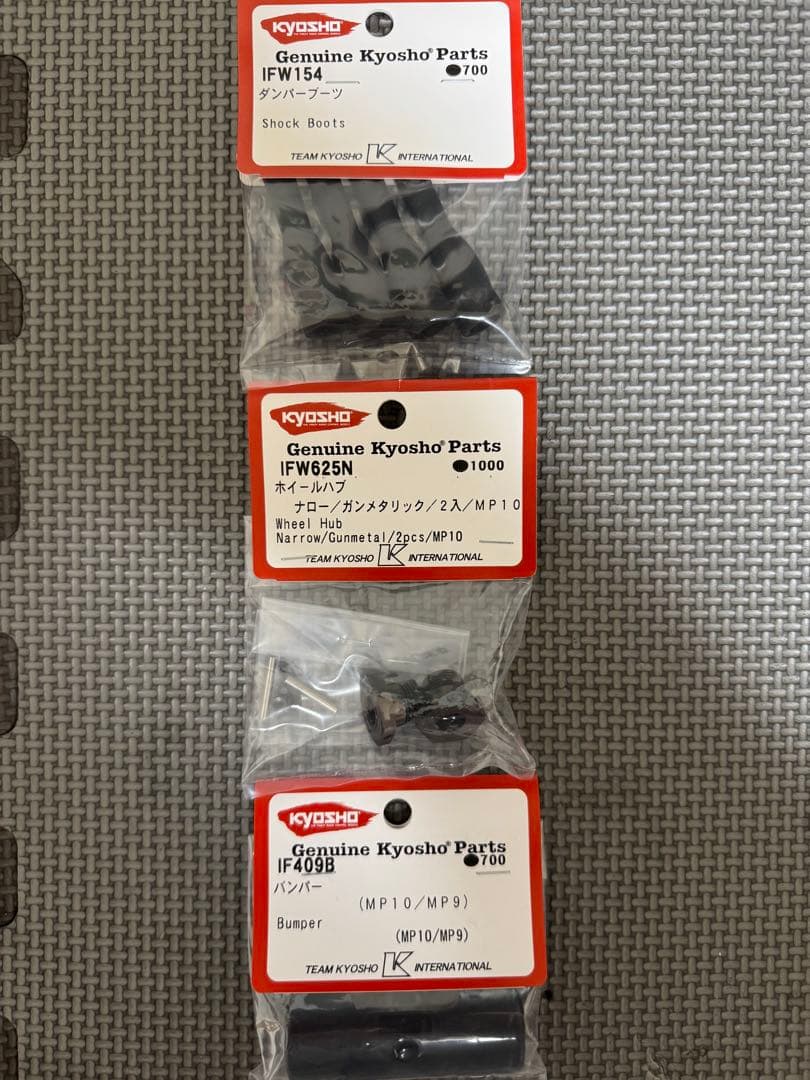 KYOSHO
Genuine Kyosho® Parts
IFW154 ●700
ダンパーブーツ
Shock Boots
TEAM KYOSHO K INTERNATIONAL
KYOSHO
Genuine Kyosho® Parts
IFW625N ●1000
ホイールハブ
ナロー/ガンメタリック/2入/MP10
Wheel Hub
Narrow/Gunmetal/2pcs/MP10
TEAM KYOSHO K INTERNATIONAL
KYOSHO
Genuine Kyosho® Parts
IF409B ●700
バンパー
(MP10/MP9)
Bumper
(MP10/MP9)
TEAM KYOSHO K INTERNATIONAL